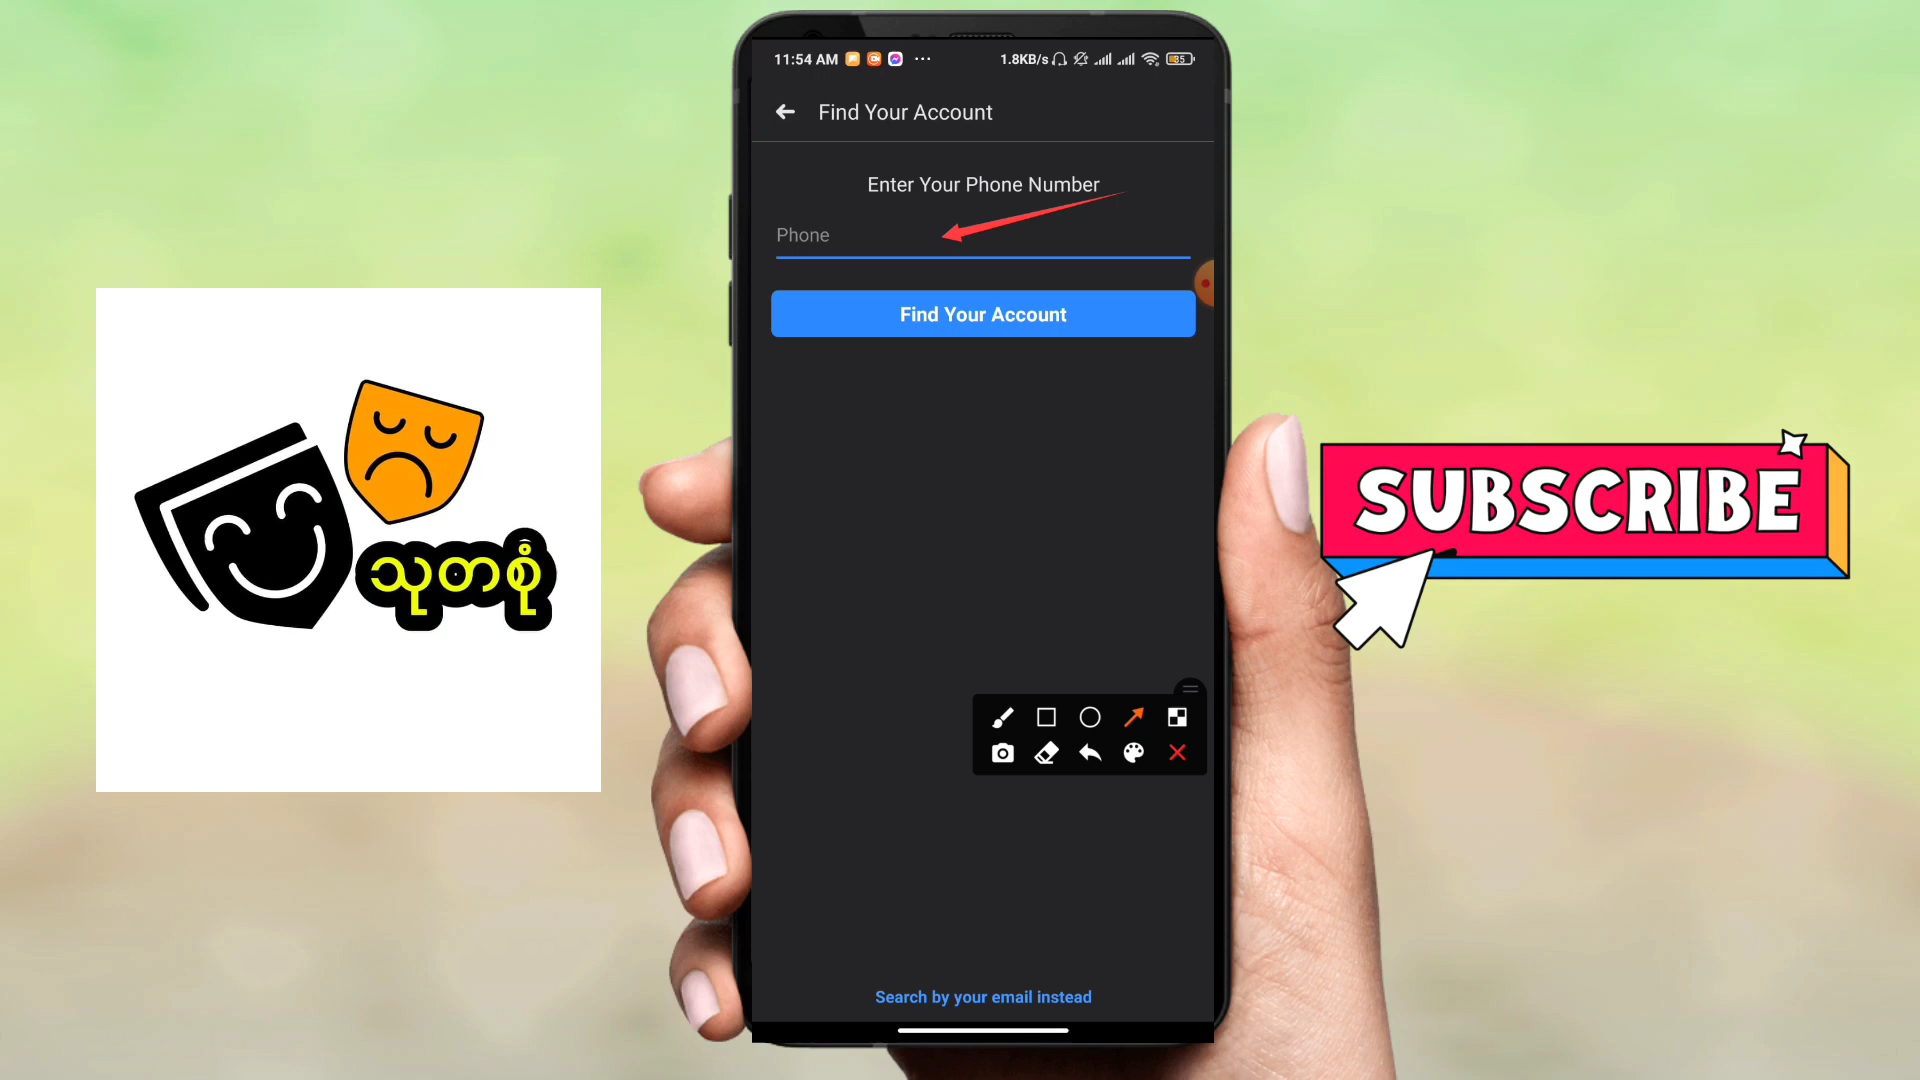 11:54 AM
1.8KB/s
35
Find Your Account
Enter Your Phone Number
Phone
Find Your Account
သုတစုံ
SUBSCRIBE
Search by your email instead